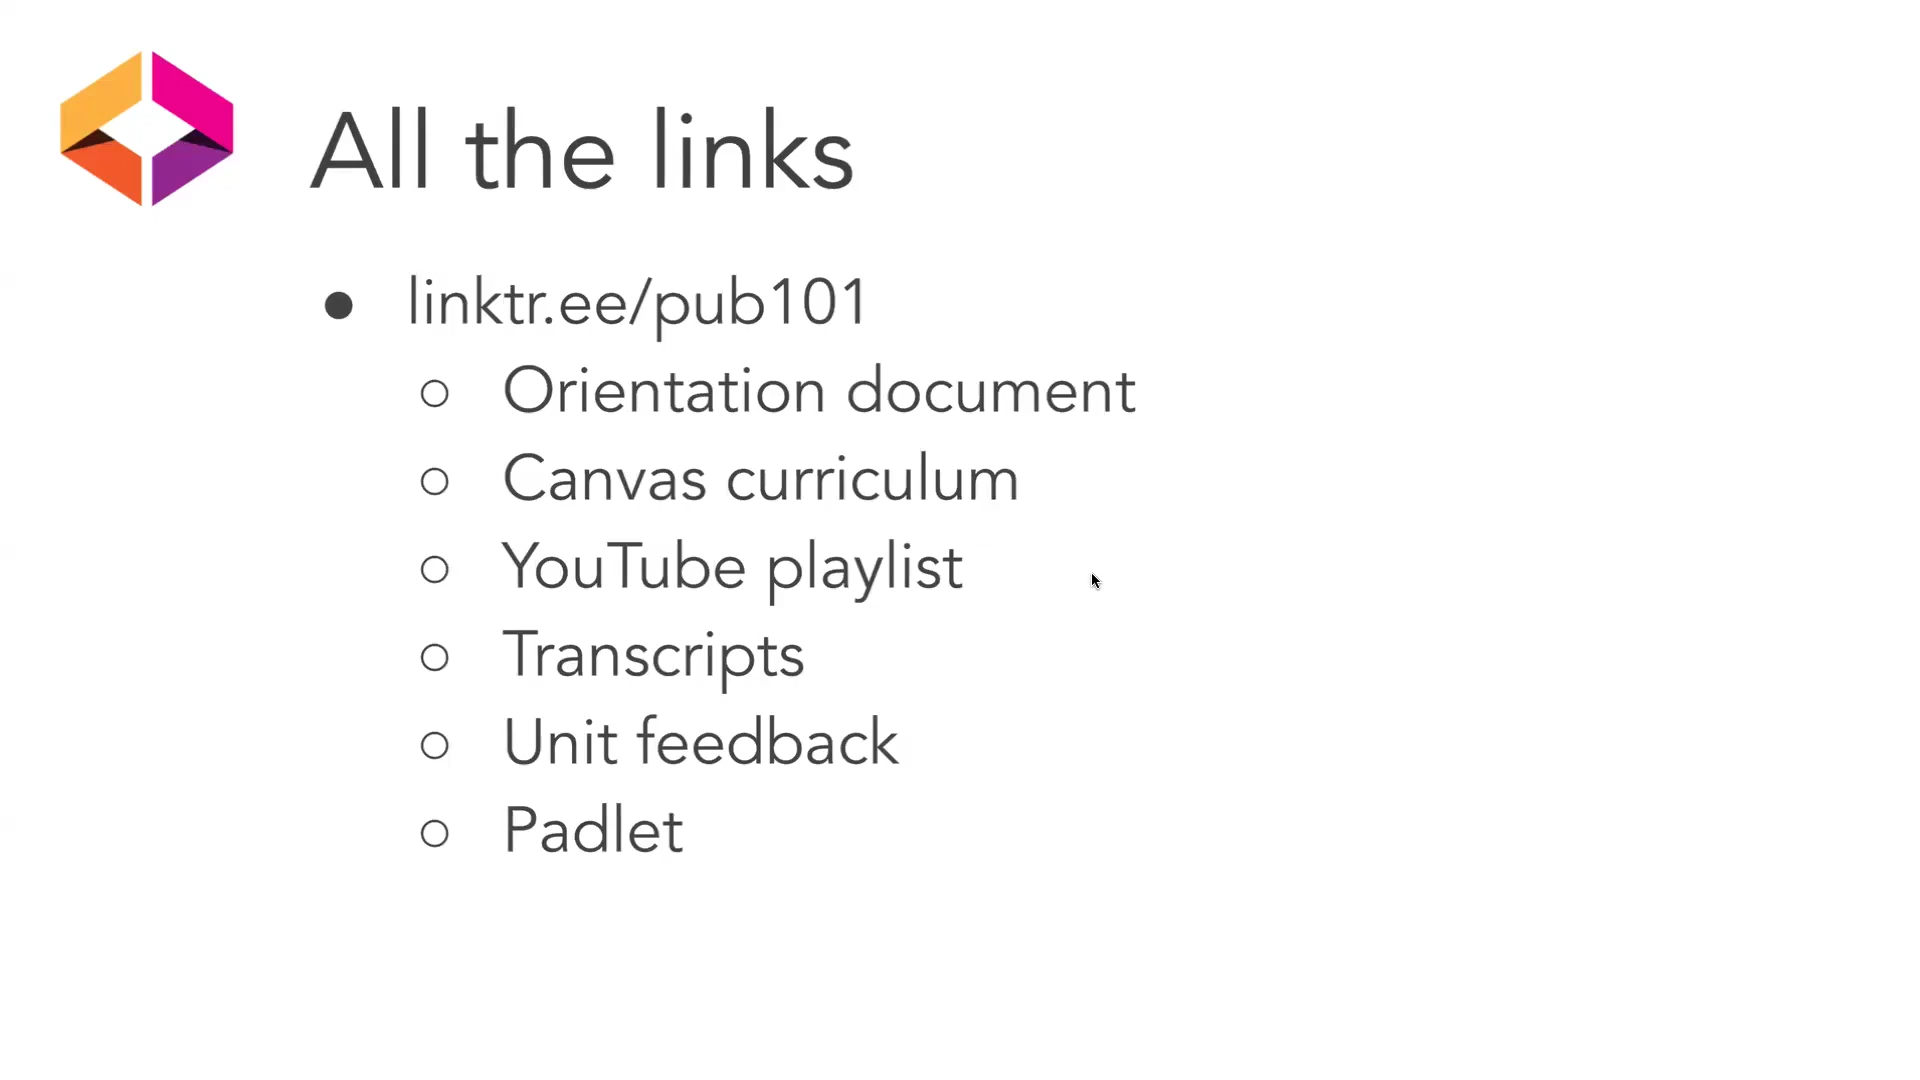 All the links
● linktr.ee/pub101
○ Orientation document
○ Canvas curriculum
○ YouTube playlist
○ Transcripts
○ Unit feedback
○ Padlet